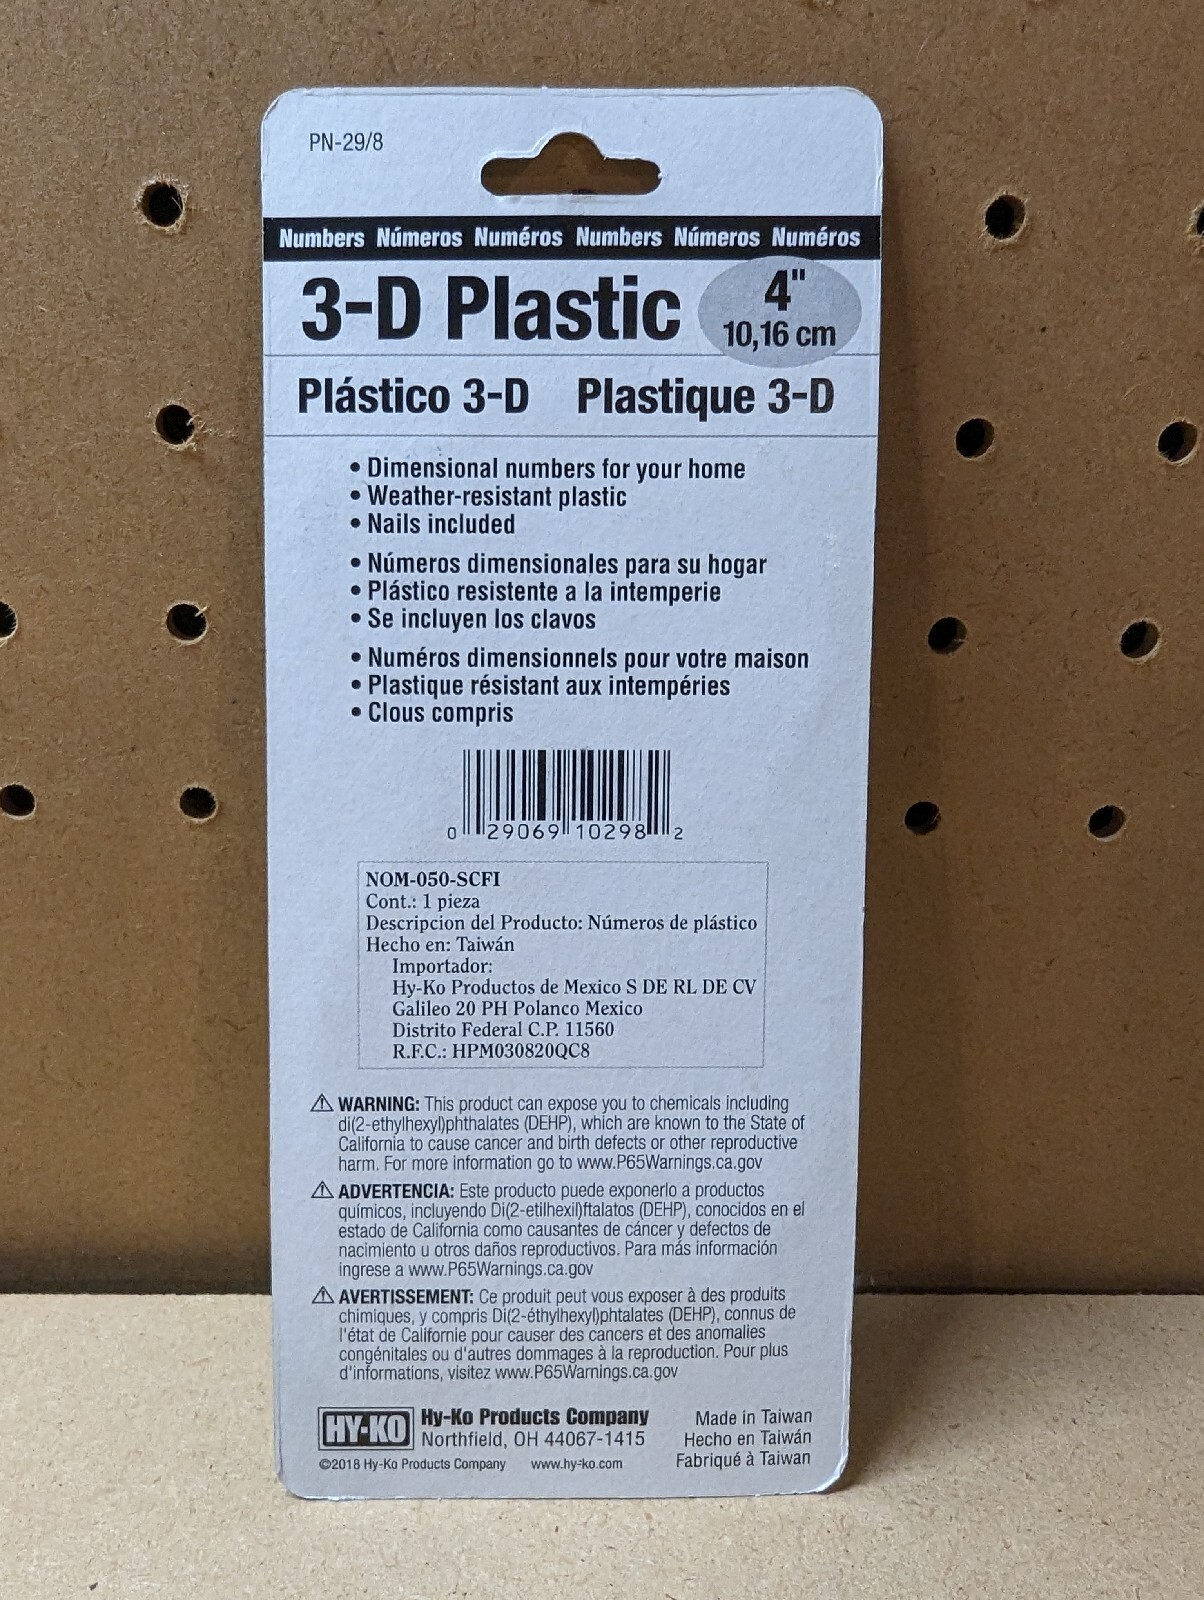 PN-29/8
Numbers Números Numéros Numbers Números Numéros
3-D Plastic
4"
10,16 cm
Plástico 3-D Plastique 3-D
• Dimensional numbers for your home
• Weather-resistant plastic
• Nails included
• Números dimensionales para su hogar
• Plástico resistente a la intemperie
• Se incluyen los clavos
• Numéros dimensionnels pour votre maison
• Plastique résistant aux intempéries
• Clous compris
0 29069 10298 2
NOM-050-SCFI
Cont.: 1 pieza
Descripcion del Producto: Números de plástico
Hecho en: Taiwán
Importador:
Hy-Ko Productos de Mexico S DE RL DE CV
Galileo 20 PH Polanco Mexico
Distrito Federal C.P. 11560
R.F.C.: HPM030820QC8
⚠ WARNING: This product can expose you to chemicals including
di(2-ethylhexyl)phthalates (DEHP), which are known to the State of
California to cause cancer and birth defects or other reproductive
harm. For more information go to www.P65Warnings.ca.gov
⚠ ADVERTENCIA: Este producto puede exponerlo a productos
químicos, incluyendo Di(2-etilhexil)ftalatos (DEHP), conocidos en el
estado de California como causantes de cáncer y defectos de
nacimiento u otros daños reproductivos. Para más información
ingrese a www.P65Warnings.ca.gov
⚠ AVERTISSEMENT: Ce produit peut vous exposer à des produits
chimiques, y compris Di(2-éthylhexyl)phtalates (DEHP), connus de
l'état de Californie pour causer des cancers et des anomalies
congénitales ou d'autres dommages à la reproduction. Pour plus
d'informations, visitez www.P65Warnings.ca.gov
HY-KO
Hy-Ko Products Company
Northfield, OH 44067-1415
©2018 Hy-Ko Products Company www.hy-ko.com
Made in Taiwan
Hecho en Taiwán
Fabriqué à Taiwan